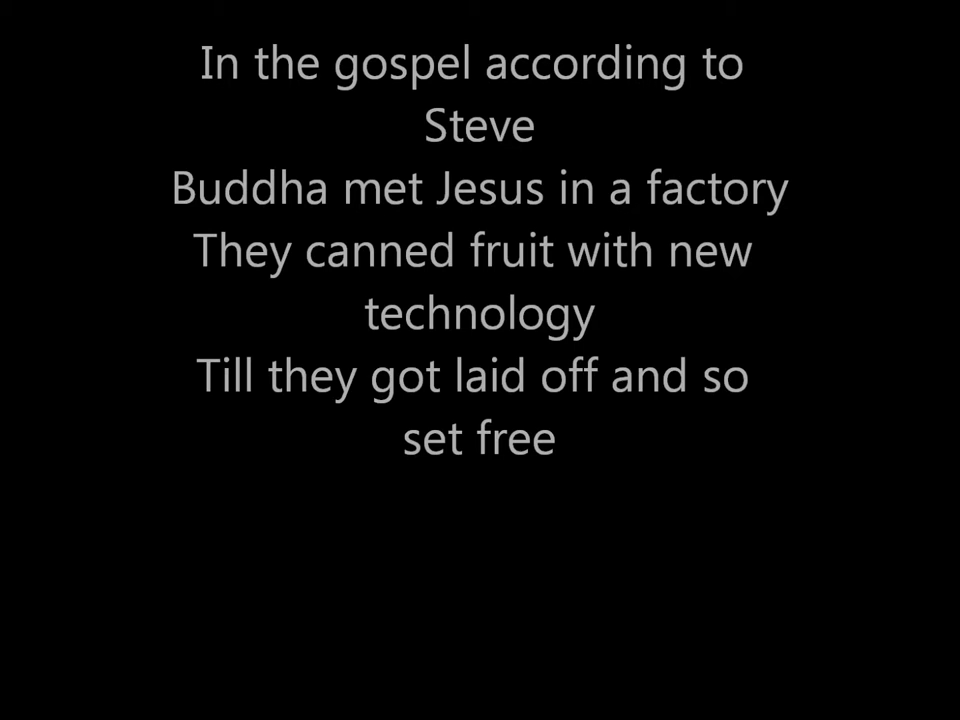 In the gospel according to
Steve
Buddha met Jesus in a factory
They canned fruit with new
technology
Till they got laid off and so
set free